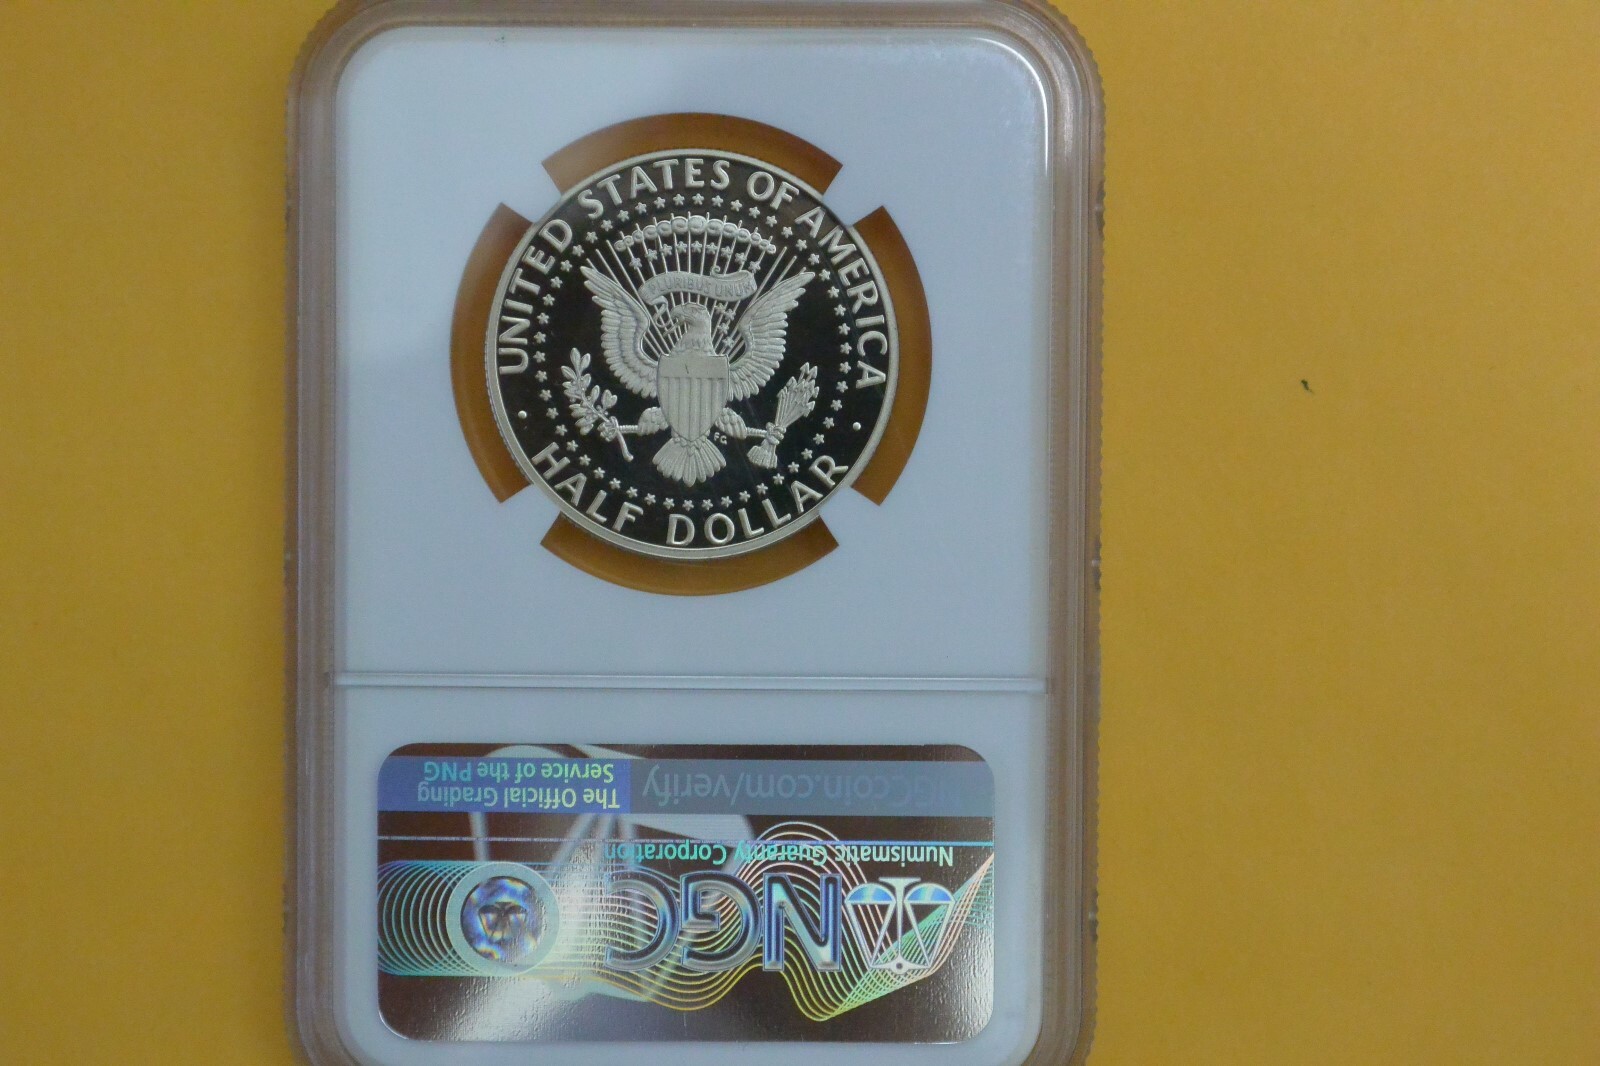 UNITED STATES OF AMERICA
PLURIBUS UNUM
FG
HALF DOLLAR
The Official Grading
Service of the PNG
NGCcoin.com/verify
Numismatic Guaranty Corporation
NGC